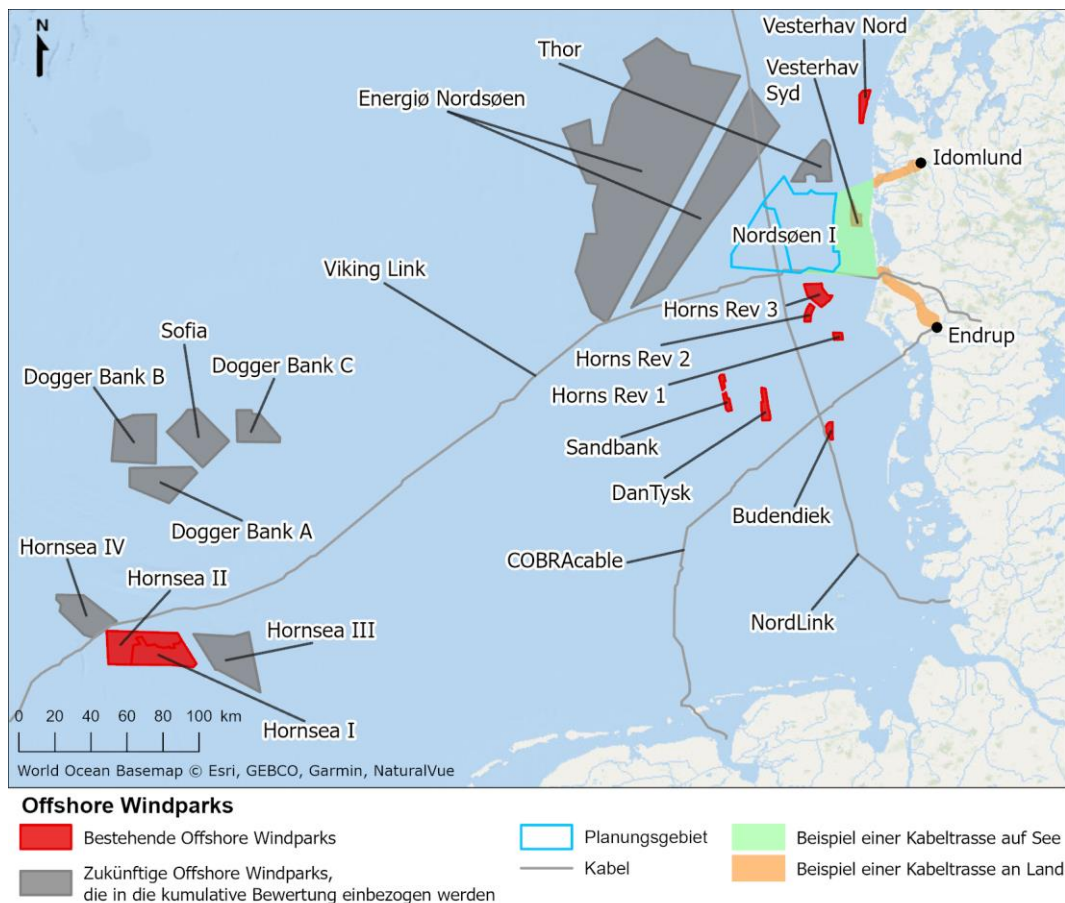 N
Vesterhav Nord
Thor
Vesterhav
Syd
Energiø Nordsøen
Idomlund
Nordsøen I
Viking Link
Horns Rev 3
Sofia
Horns Rev 2
Endrup
Dogger Bank B
Dogger Bank C
Horns Rev 1
Sandbank
DanTysk
Budendiek
Dogger Bank A
Hornsea IV
COBRAcable
Hornsea II
Hornsea III
NordLink
0 20 40 60 80 100 km
Hornsea I
World Ocean Basemap © Esri, GEBCO, Garmin, NaturalVue
Offshore Windparks
Bestehende Offshore Windparks
Zukünftige Offshore Windparks,
die in die kumulative Bewertung einbezogen werden
Planungsgebiet
Kabel
Beispiel einer Kabeltrasse auf See
Beispiel einer Kabeltrasse an Land